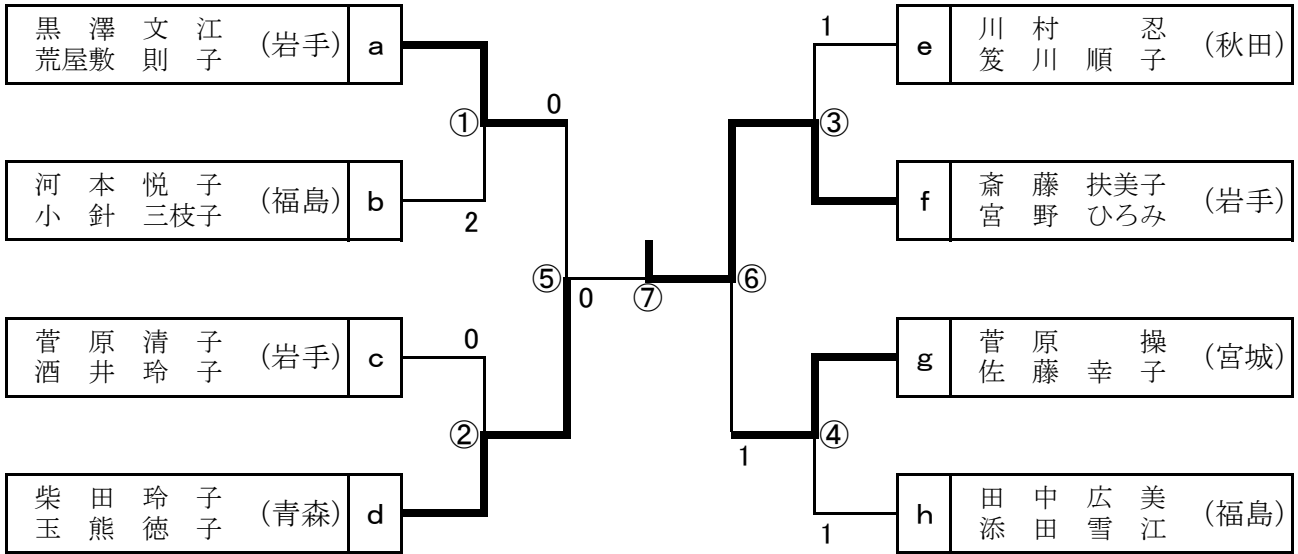 黒澤文江
荒屋敷則子
(岩手)
a
河本悦子
小針三枝子
(福島)
b
菅原清子
酒井玲子
(岩手)
c
柴田玲子
玉熊徳子
(青森)
d
①
0
2
⑤
0
⑦
0
②
1
③
⑥
④
1
1
e
川村忍
笈川順子
(秋田)
f
斎藤扶美子
宮野ひろみ
(岩手)
g
菅原操
佐藤幸子
(宮城)
h
田中広美
添田雪江
(福島)